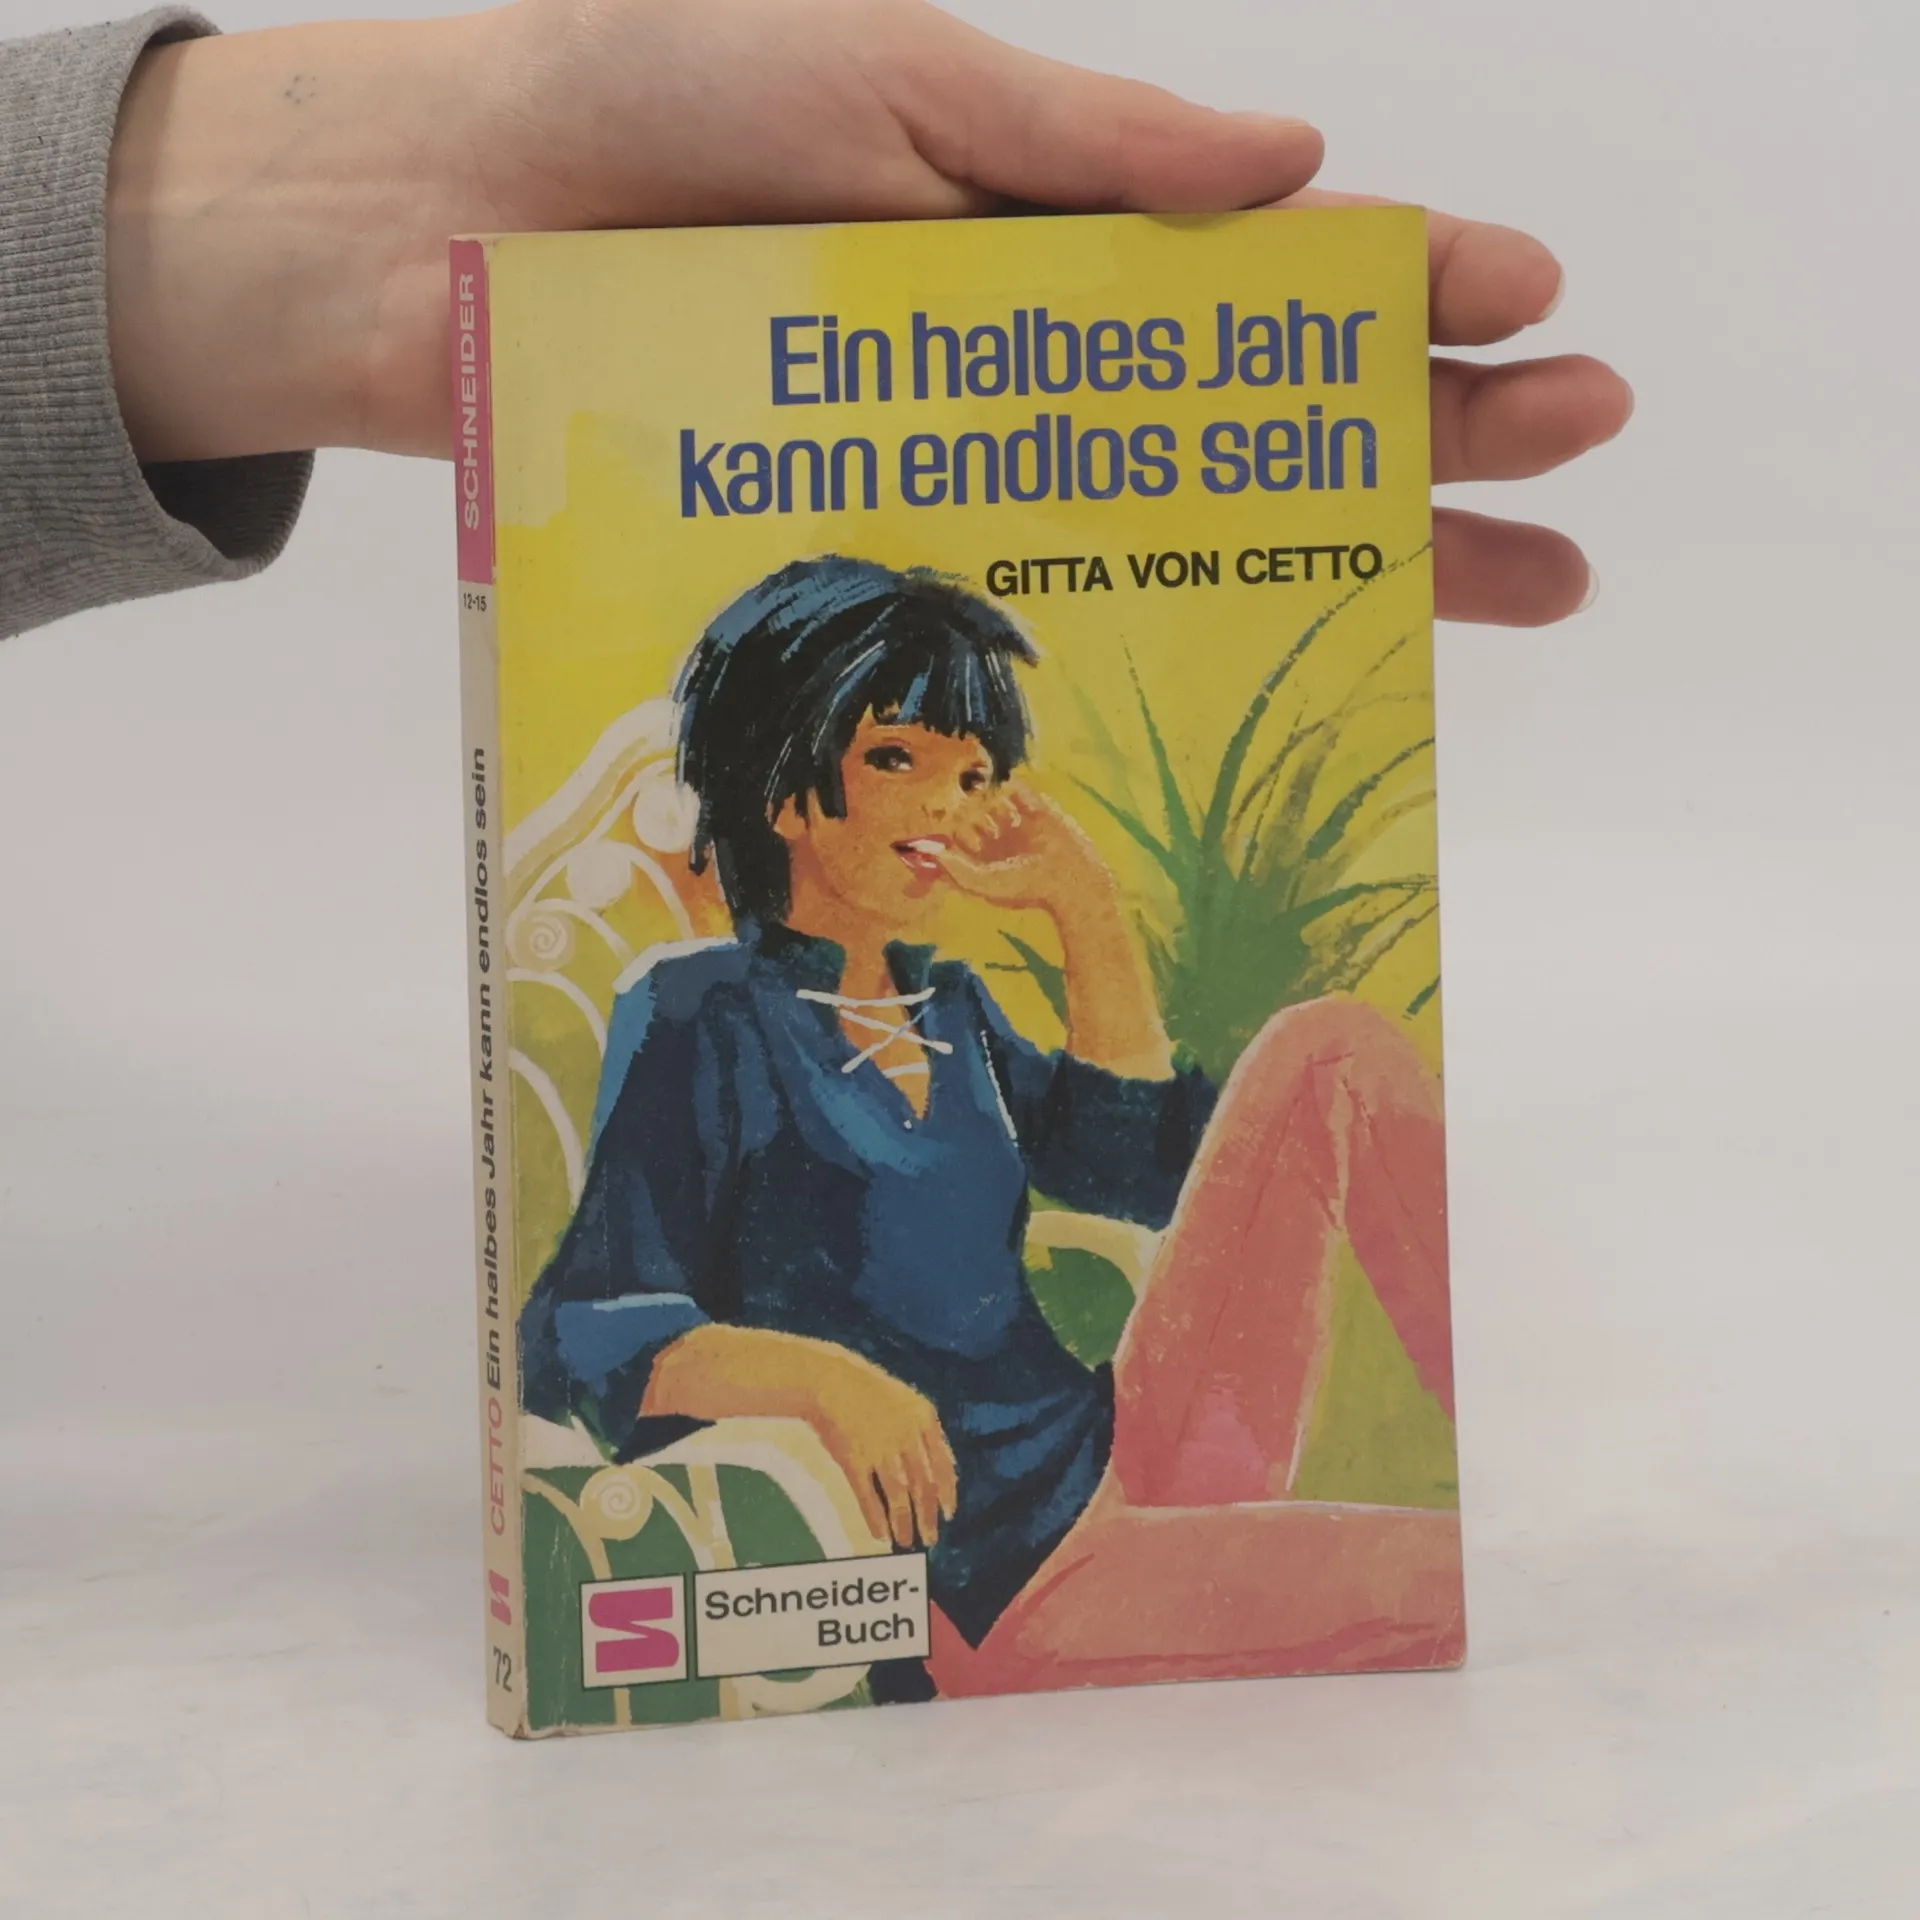 Ein halbes Jahr
kann endlos sein
GITTA VON CETTO
Schneider-
Buch
SCHNEIDER
12-15
CETTO Ein halbes Jahr kann endlos sein
72